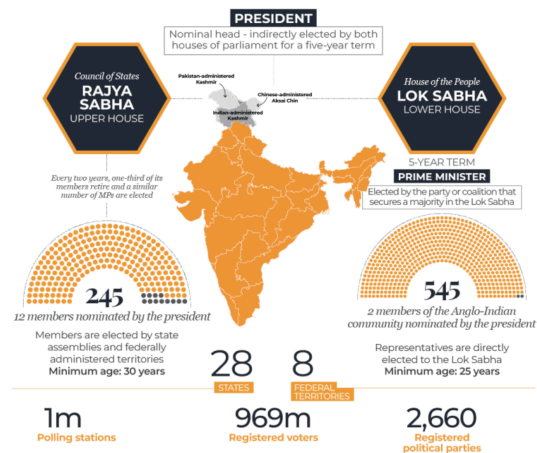 PRESIDENT
Nominal head - indirectly elected by both
houses of parliament for a five-year term
Council of States
RAJYA
SABHA
UPPER HOUSE
Pakistan-administered
Kashmir
Chinese-administered
Aksai Chin
Indian-administered
Kashmir
House of the People
LOK SABHA
LOWER HOUSE
5-YEAR TERM
PRIME MINISTER
Elected by the party or coalition that
secures a majority in the Lok Sabha
Every two years, one-third of its
members retire and a similar
number of MPs are elected
245
12 members nominated by the president
Members are elected by state
assemblies and federally
administered territories
Minimum age: 30 years
545
2 members of the Anglo-Indian
community nominated by the president
Representatives are directly
elected to the Lok Sabha
Minimum age: 25 years
28
STATES
8
FEDERAL
TERRITORIES
1m
Polling stations
969m
Registered voters
2,660
Registered
political parties